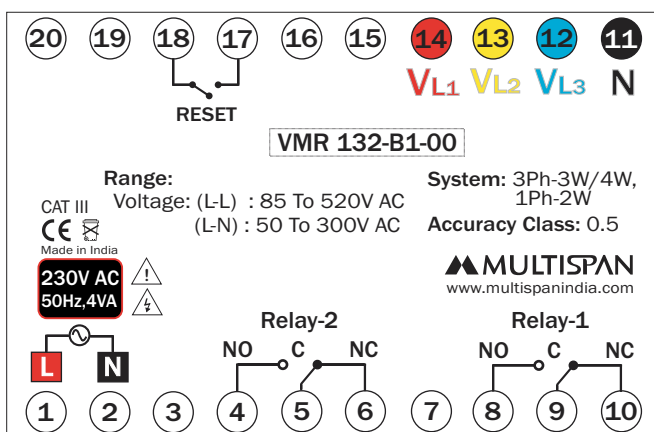 20 19 18 17 16 15 14 13 12 11
VL1 VL2 VL3 N
RESET
VMR 132-B1-00
Range:
Voltage: (L-L) : 85 To 520V AC
(L-N) : 50 To 300V AC
System: 3Ph-3W/4W,
1Ph-2W
Accuracy Class: 0.5
CAT III
CE
Made in India
230V AC
50Hz,4VA
MULTISPAN
www.multispanindia.com
Relay-2 Relay-1
L N NO C NC NO C NC
1 2 3 4 5 6 7 8 9 10